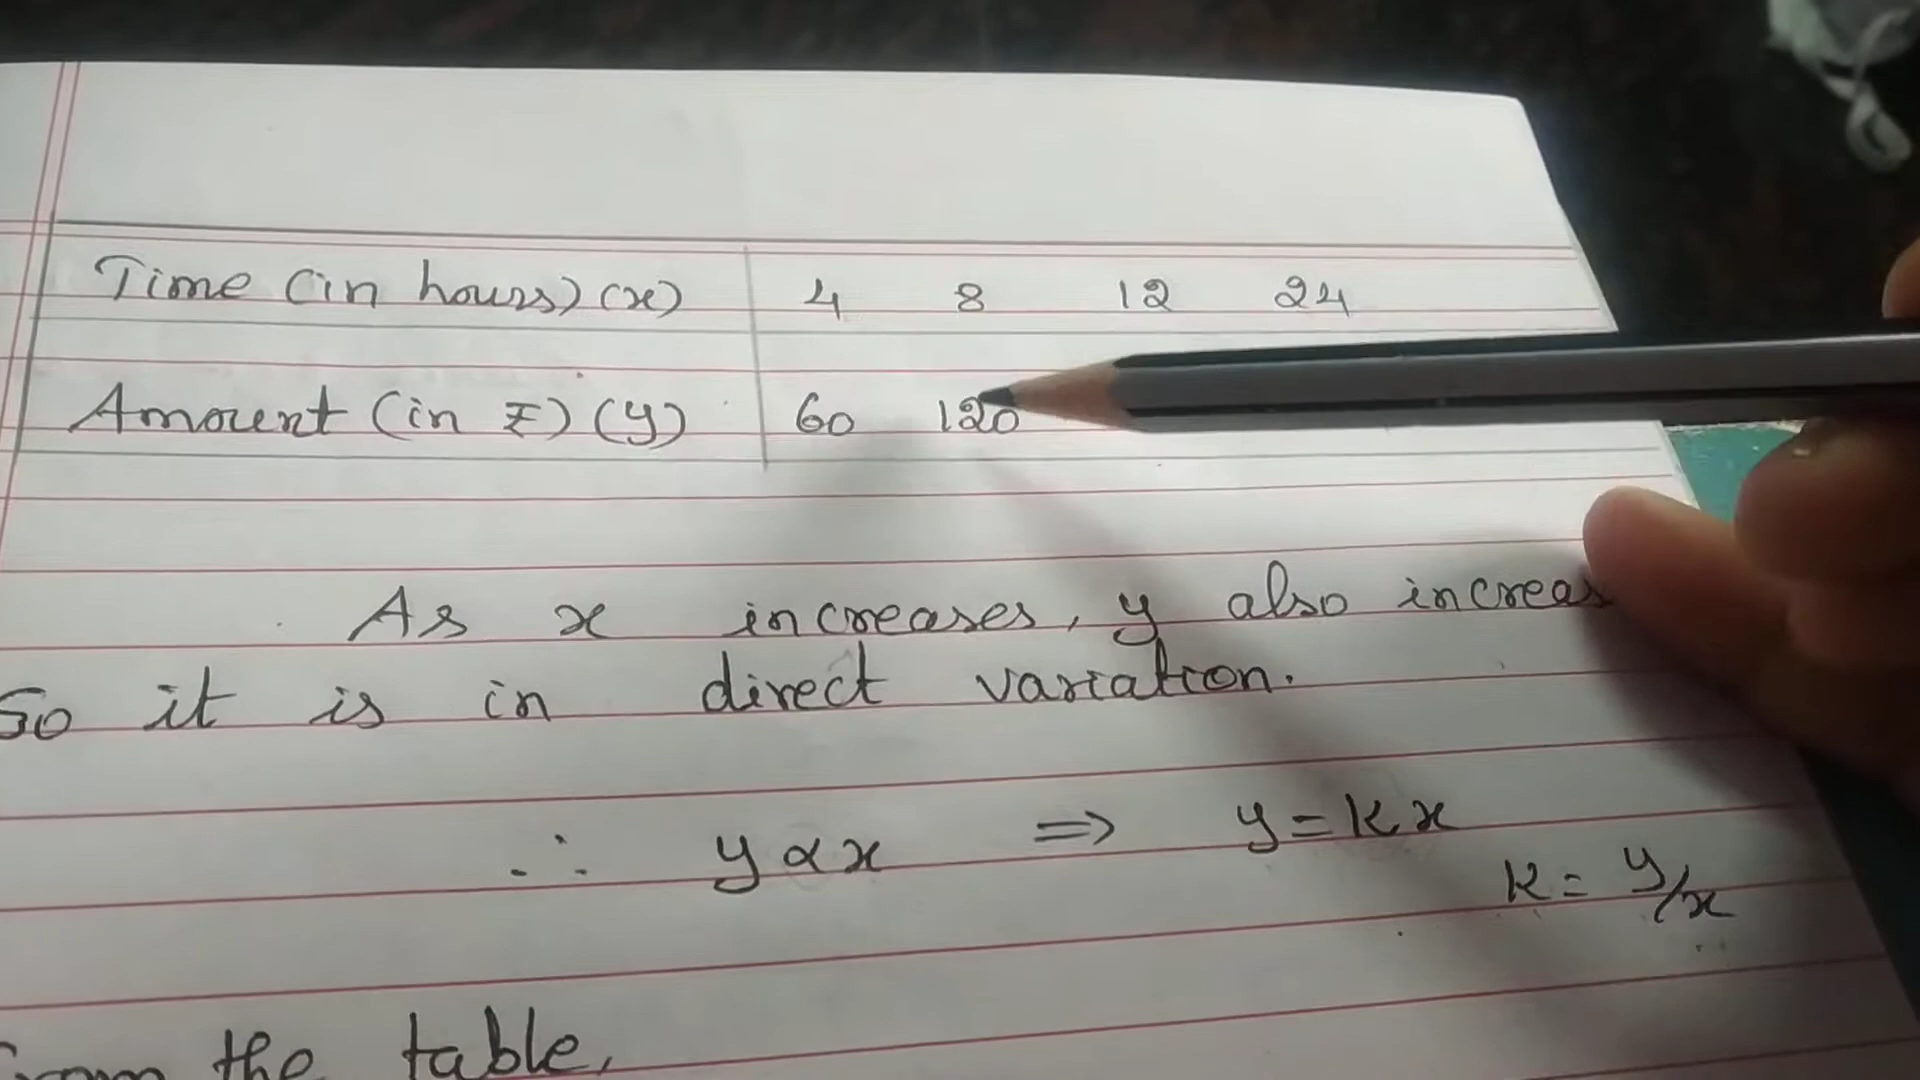 Time (in hours) (x) 4 8 12 24
Amount (in ₹) (y) 60 120
As x increases, y also increas
So it is in direct variation.
∴ y ∝ x ⇒ y = Kx
K = y/x
from the table,